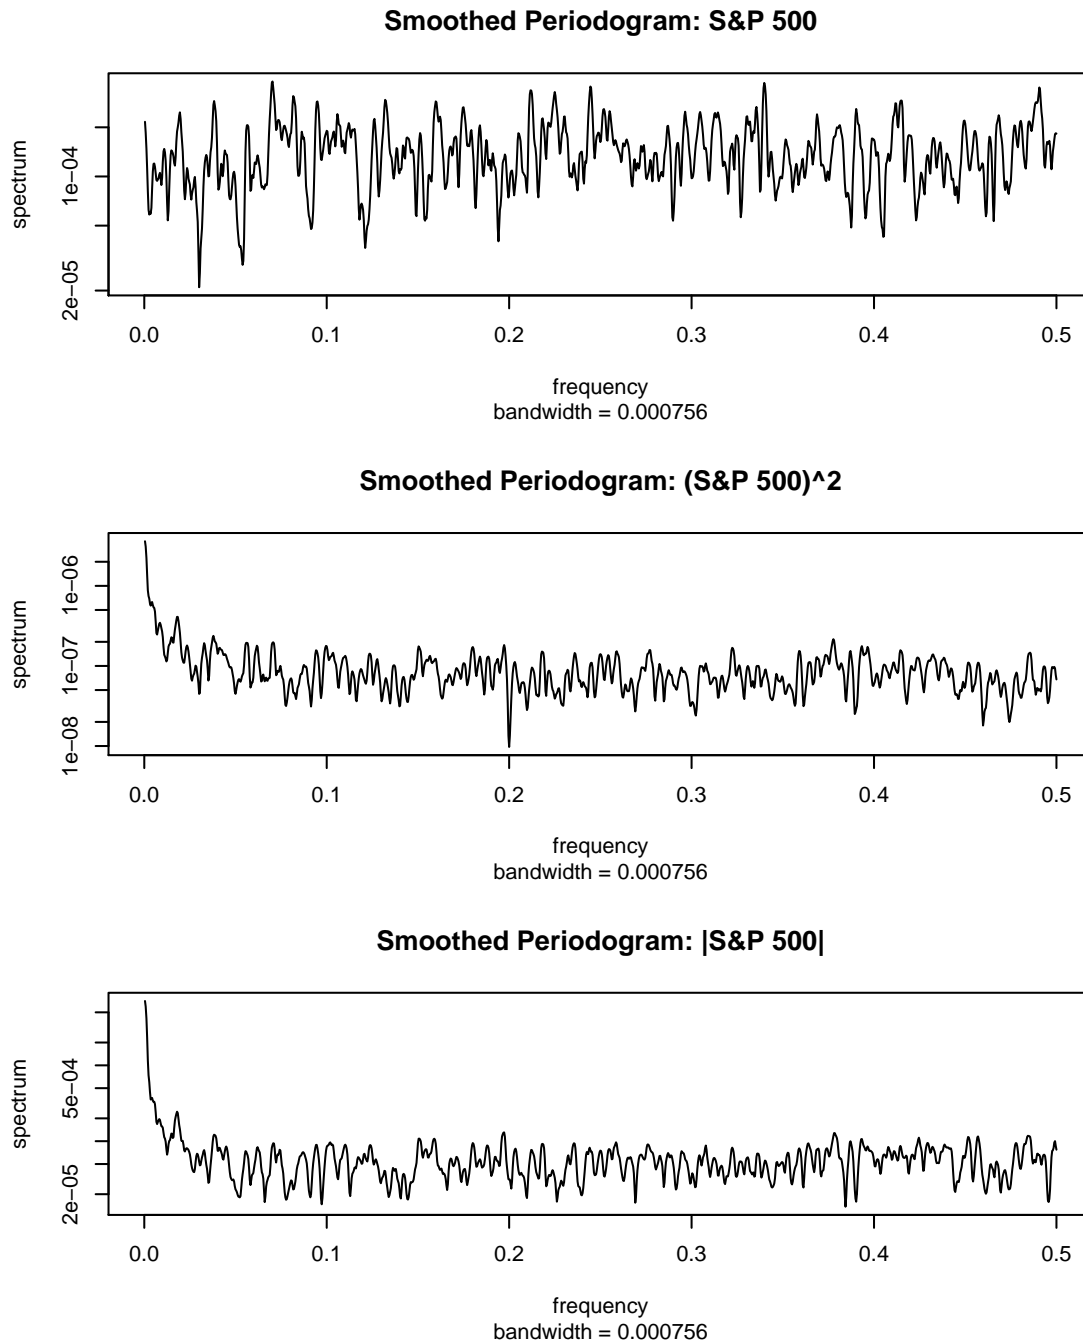 Smoothed Periodogram: S&P 500
spectrum
1e−04
2e−05
0.0 0.1 0.2 0.3 0.4 0.5
frequency
bandwidth = 0.000756
Smoothed Periodogram: (S&P 500)^2
spectrum
1e−06
1e−07
1e−08
0.0 0.1 0.2 0.3 0.4 0.5
frequency
bandwidth = 0.000756
Smoothed Periodogram: |S&P 500|
spectrum
5e−04
2e−05
0.0 0.1 0.2 0.3 0.4 0.5
frequency
bandwidth = 0.000756